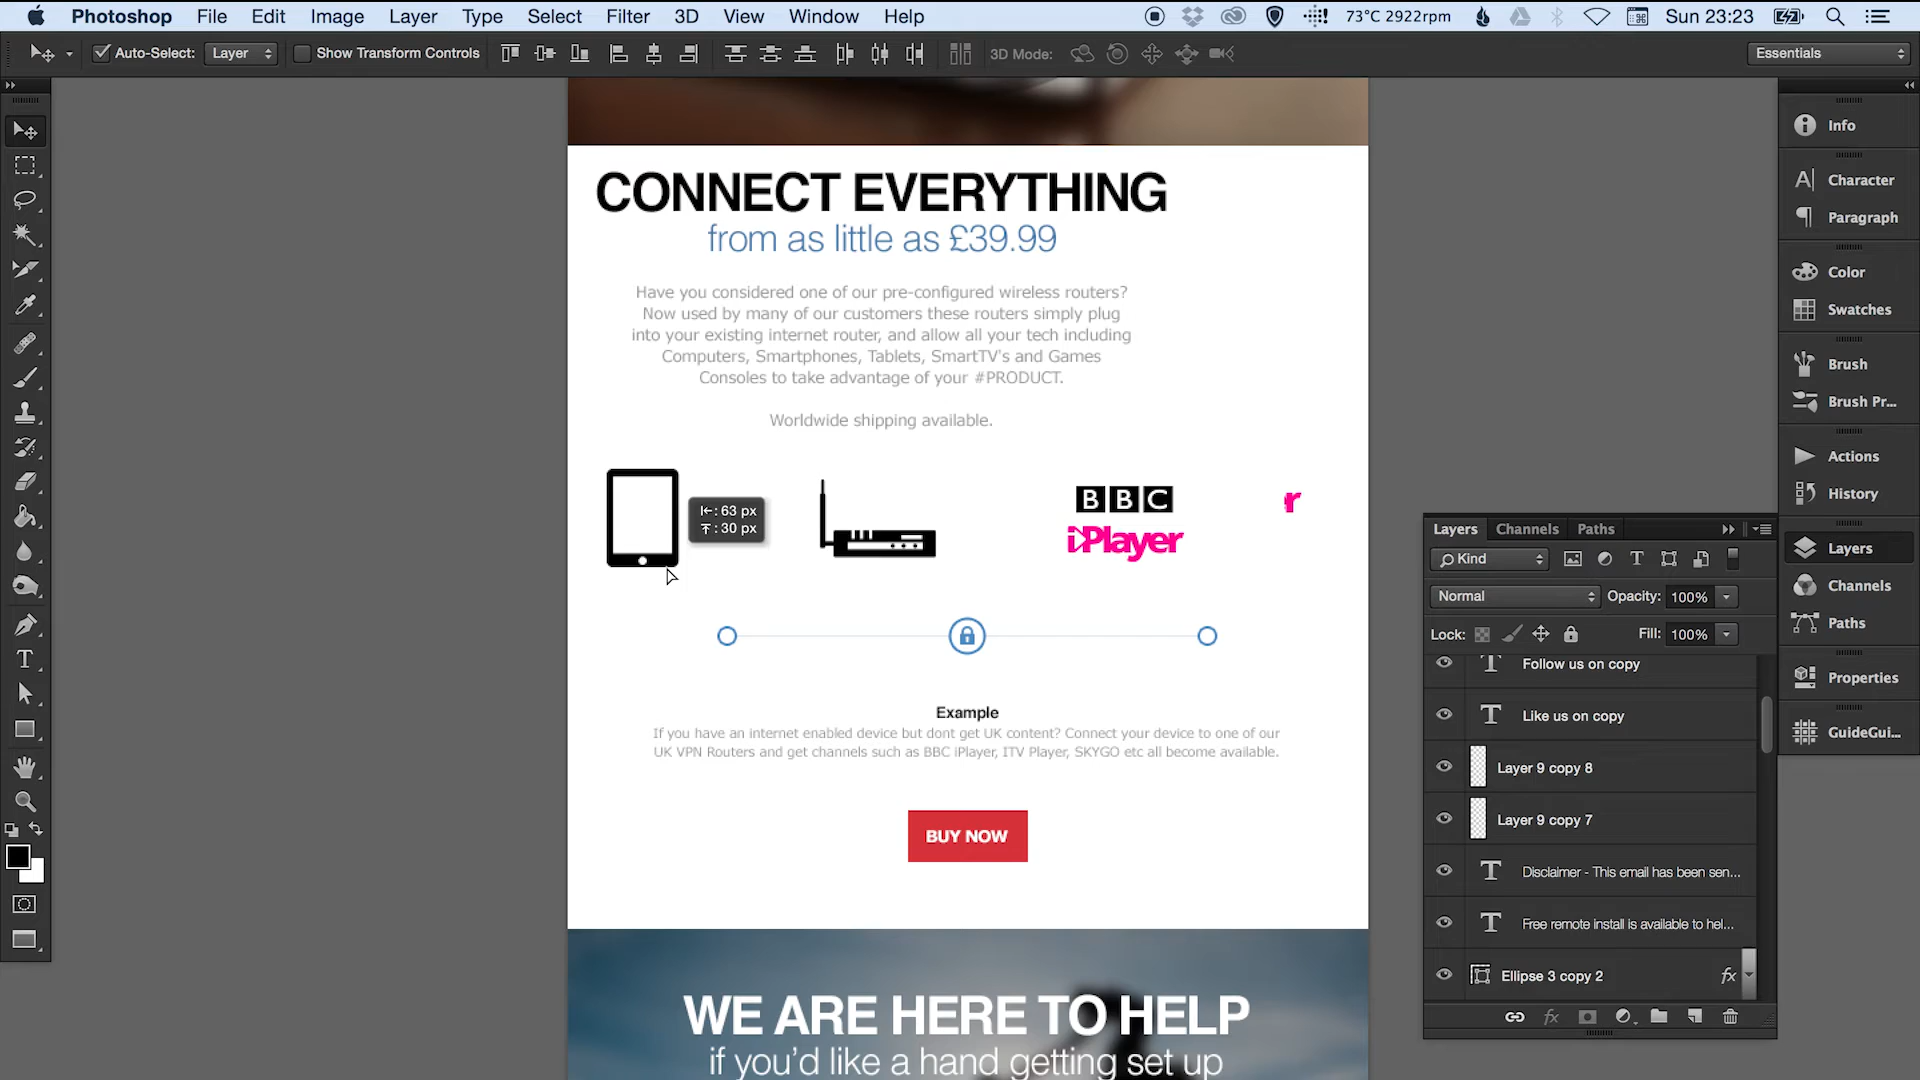 Photoshop File Edit Image Layer Type Select Filter 3D View Window Help 73°C 2922rpm Sun 23:23
Auto-Select: Layer Show Transform Controls 3D Mode: Essentials
CONNECT EVERYTHING
from as little as £39.99
Have you considered one of our pre-configured wireless routers?
Now used by many of our customers these routers simply plug
into your existing internet router, and allow all your tech including
Computers, Smartphones, Tablets, SmartTV's and Games
Consoles to take advantage of your #PRODUCT.
Worldwide shipping available.
: 63 px
: 30 px
BBC
iPlayer
r
Example
If you have an internet enabled device but dont get UK content? Connect your device to one of our
UK VPN Routers and get channels such as BBC iPlayer, ITV Player, SKYGO etc all become available.
BUY NOW
WE ARE HERE TO HELP
if you'd like a hand getting set up
Layers Channels Paths
Kind
Normal Opacity: 100%
Lock: Fill: 100%
Follow us on copy
Like us on copy
Layer 9 copy 8
Layer 9 copy 7
Disclaimer - This email has been sen...
Free remote install is available to hel...
Ellipse 3 copy 2 fx
fx
Info
Character
Paragraph
Color
Swatches
Brush
Brush Pr...
Actions
History
Layers
Channels
Paths
Properties
GuideGui...